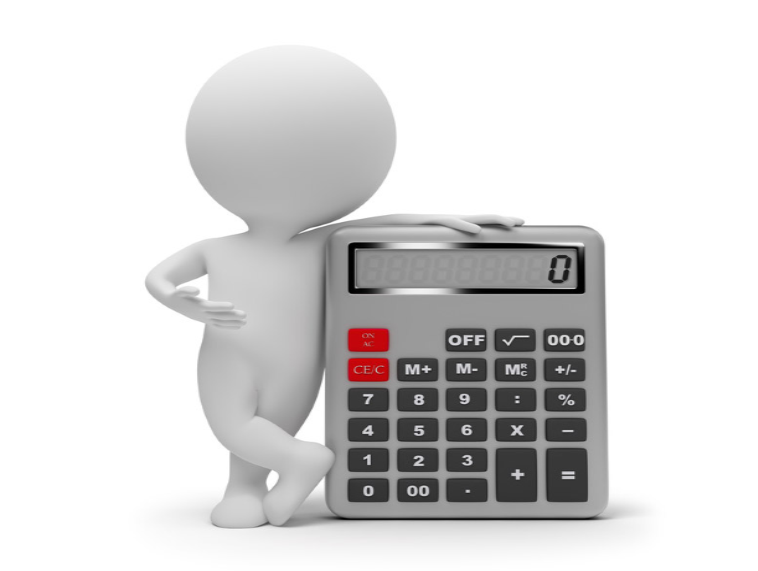 0
ON
AC
OFF √ 00·0
CE/C M+ M- MRC +/-
7 8 9 : %
4 5 6 X −
1 2 3
+ =
0 00 ·